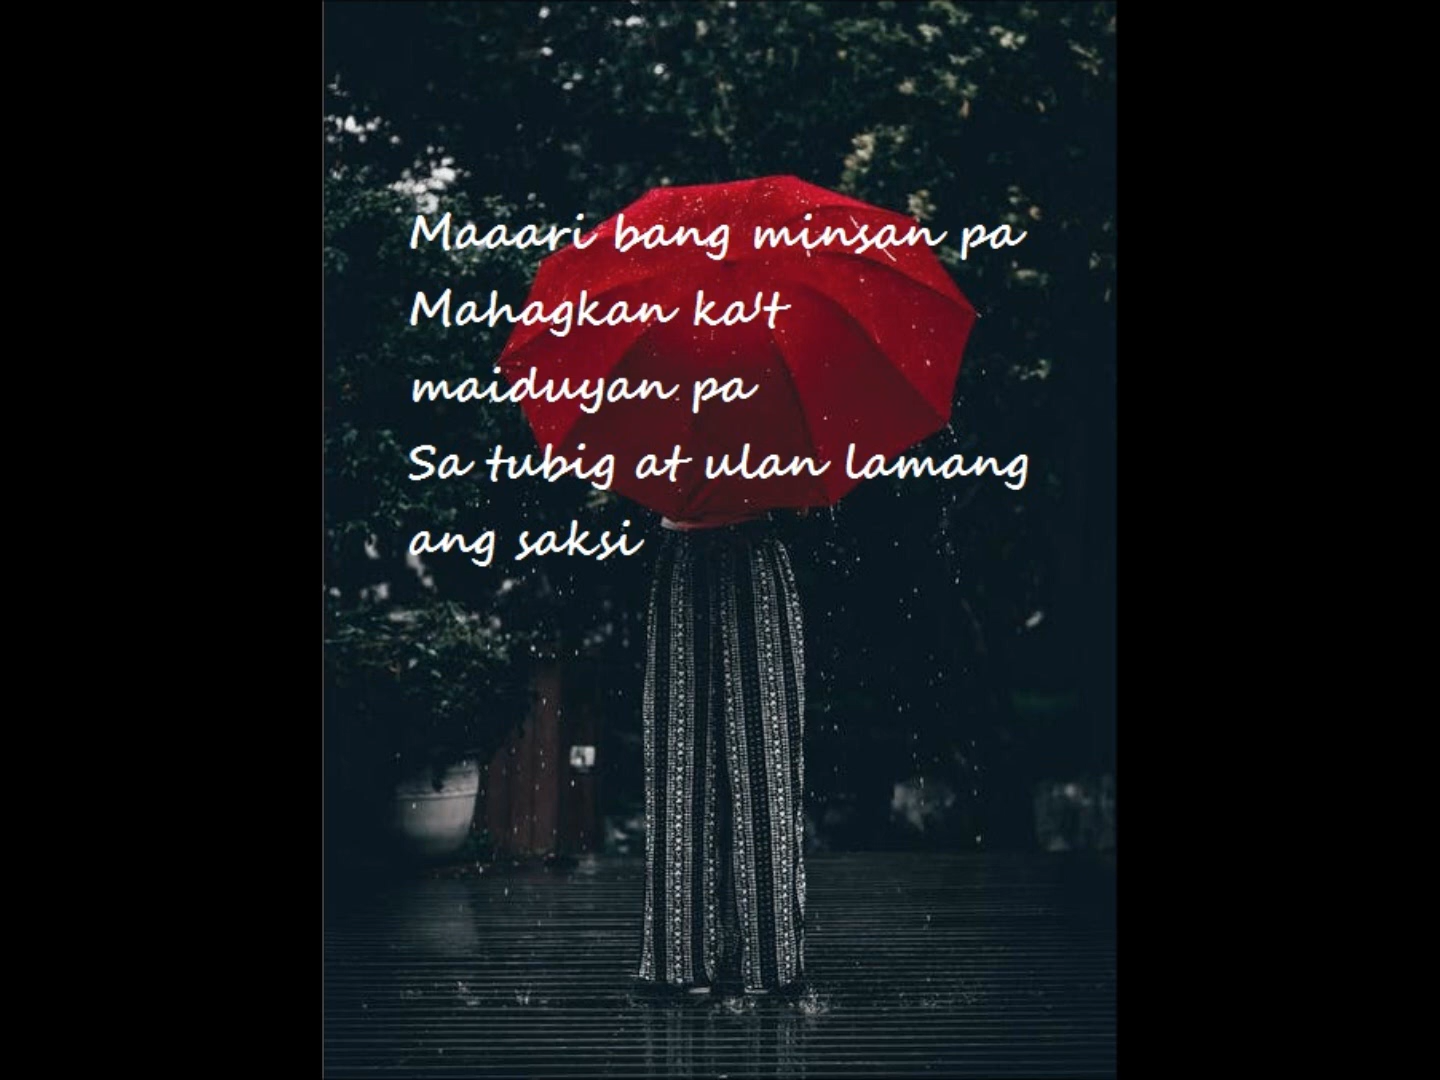 Maaari bang minsan pa
Mahagkan ka't
maiduyan pa
Sa tubig at ulan lamang
ang saksi